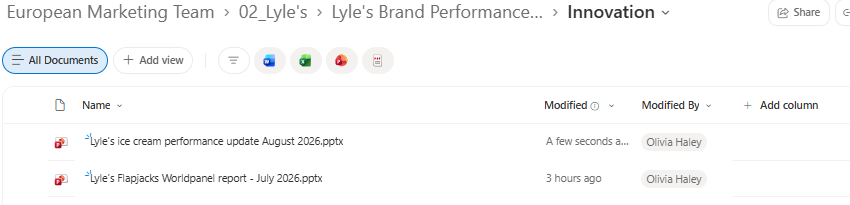 European Marketing Team > 02_Lyle's > Lyle's Brand Performance... > Innovation
Share
All Documents
+ Add view
Name
Modified
Modified By
+ Add column
Lyle's ice cream performance update August 2026.pptx
A few seconds a...
Olivia Haley
Lyle's Flapjacks Worldpanel report - July 2026.pptx
3 hours ago
Olivia Haley